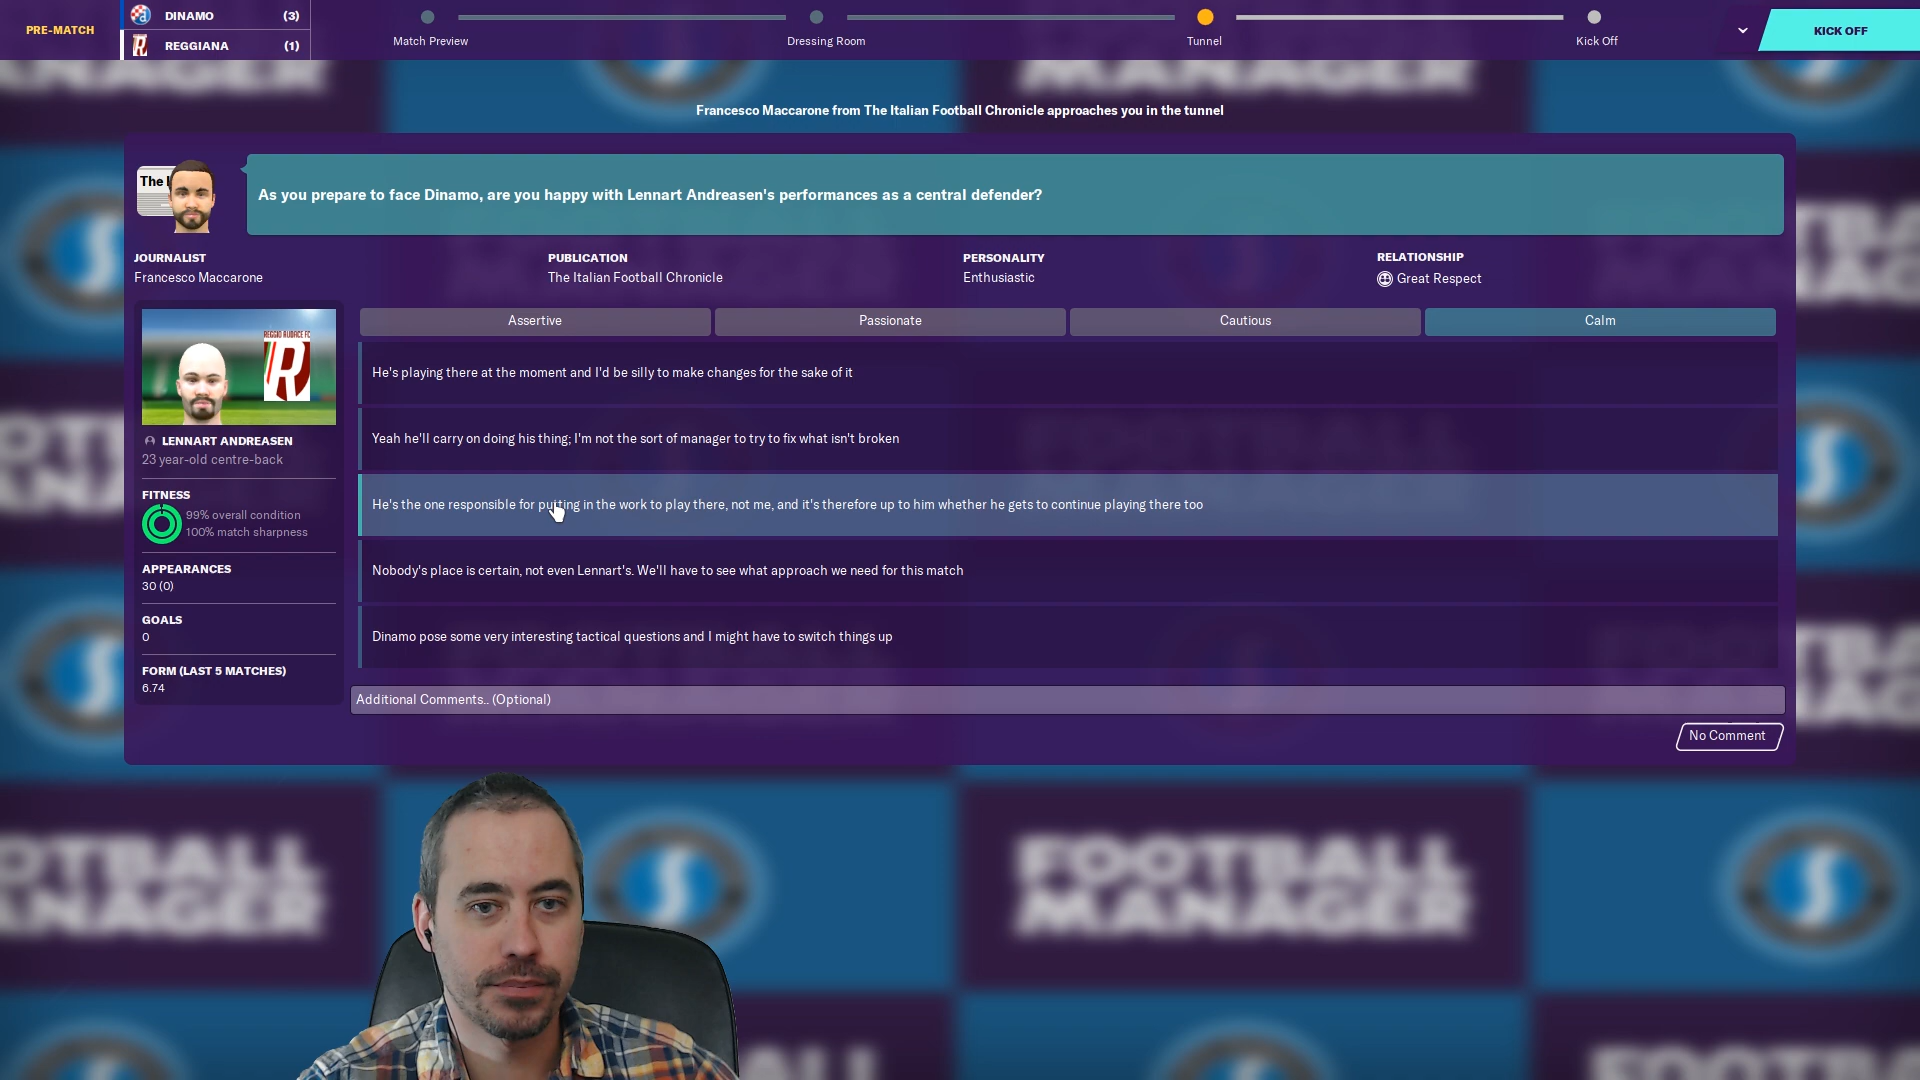 PRE-MATCH
DINAMO (3)
REGGIANA (1)
Match Preview
Dressing Room
Tunnel
Kick Off
KICK OFF
Francesco Maccarone from The Italian Football Chronicle approaches you in the tunnel
The I
As you prepare to face Dinamo, are you happy with Lennart Andreasen's performances as a central defender?
JOURNALIST
Francesco Maccarone
PUBLICATION
The Italian Football Chronicle
PERSONALITY
Enthusiastic
RELATIONSHIP
Great Respect
REGGIO AUDACE FC
R
LENNART ANDREASEN
23 year-old centre-back
FITNESS
99% overall condition
100% match sharpness
APPEARANCES
30 (0)
GOALS
0
FORM (LAST 5 MATCHES)
6.74
Assertive
Passionate
Cautious
Calm
He's playing there at the moment and I'd be silly to make changes for the sake of it
Yeah he'll carry on doing his thing; I'm not the sort of manager to try to fix what isn't broken
He's the one responsible for putting in the work to play there, not me, and it's therefore up to him whether he gets to continue playing there too
Nobody's place is certain, not even Lennart's. We'll have to see what approach we need for this match
Dinamo pose some very interesting tactical questions and I might have to switch things up
Additional Comments.. (Optional)
No Comment
FOOTBALL
MANAGER